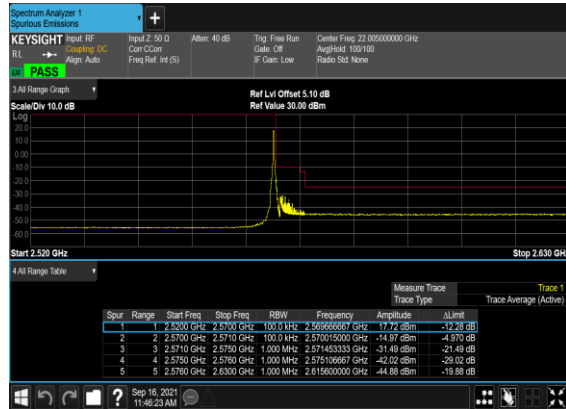 Spectrum Analyzer 1
Spurious Emissions
+
KEYSIGHT Input: RF Input Z: 50 Ω Atten: 40 dB Trig: Free Run Center Freq: 22.005000000 GHz
RL Coupling: DC Corr CCorr Gate: Off Avg|Hold: 100/100
Align: Auto Freq Ref: Int (S) IF Gain: Low Radio Std: None
PASS
3 All Range Graph
Ref Lvl Offset 5.10 dB
Scale/Div 10.0 dB Ref Value 30.00 dBm
Log
20.0
10.0
0.00
-10.0
-20.0
-30.0
-40.0
-50.0
-60.0
Start 2.520 GHz Stop 2.630 GHz
4 All Range Table
Measure Trace Trace 1
Trace Type Trace Average (Active)
Spur Range Start Freq Stop Freq RBW Frequency Amplitude ΔLimit
1 1 2.5200 GHz 2.5700 GHz 100.0 kHz 2.569666667 GHz 17.72 dBm -12.28 dB
2 2 2.5700 GHz 2.5710 GHz 100.0 kHz 2.570015000 GHz -14.97 dBm -4.970 dB
3 3 2.5710 GHz 2.5750 GHz 1.000 MHz 2.571453333 GHz -31.49 dBm -21.49 dB
4 4 2.5750 GHz 2.5760 GHz 1.000 MHz 2.575106667 GHz -42.02 dBm -29.02 dB
5 5 2.5760 GHz 2.6300 GHz 1.000 MHz 2.615600000 GHz -44.88 dBm -19.88 dB
? Sep 16, 2021
11:46:23 AM